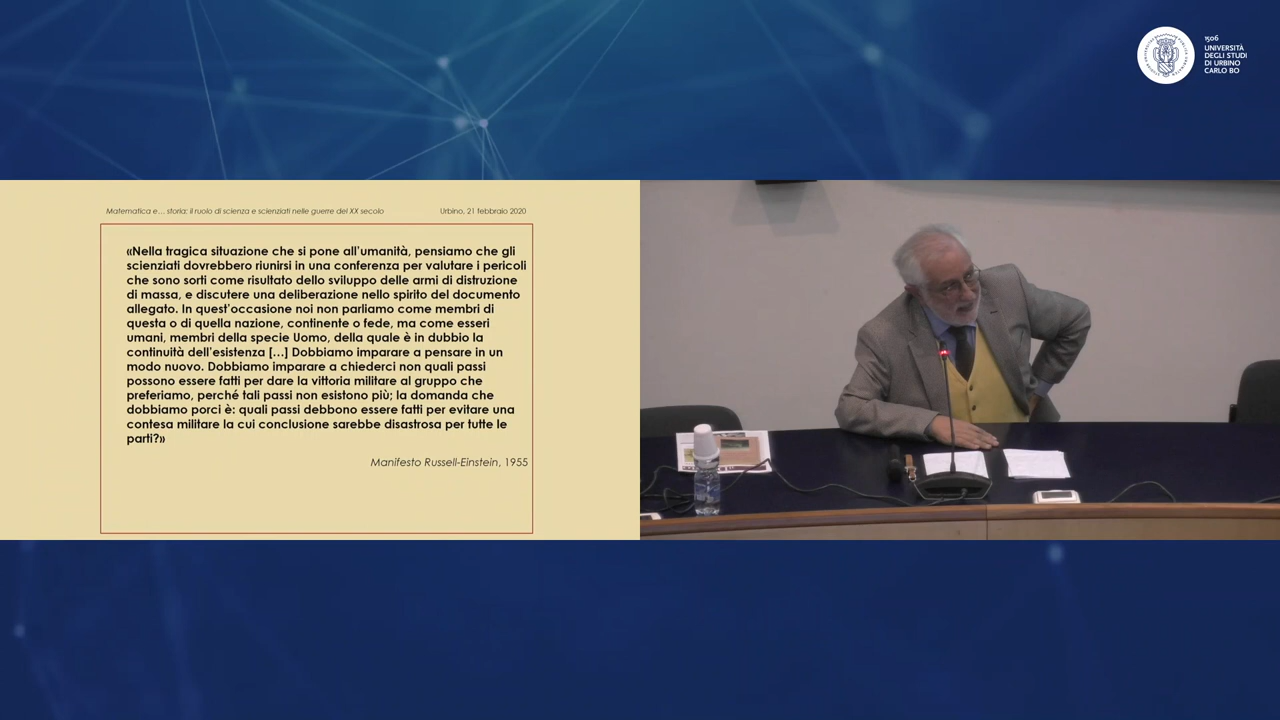 1506
UNIVERSITÀ
DEGLI STUDI
DI URBINO
CARLO BO
Matematica e... storia: il ruolo di scienza e scienziati nelle guerre del XX secolo
Urbino, 21 febbraio 2020
«Nella tragica situazione che si pone all'umanità, pensiamo che gli
scienziati dovrebbero riunirsi in una conferenza per valutare i pericoli
che sono sorti come risultato dello sviluppo delle armi di distruzione
di massa, e discutere una deliberazione nello spirito del documento
allegato. In quest'occasione noi non parliamo come membri di
questa o di quella nazione, continente o fede, ma come esseri
umani, membri della specie Uomo, della quale è in dubbio la
continuità dell'esistenza [...] Dobbiamo imparare a pensare in un
modo nuovo. Dobbiamo imparare a chiederci non quali passi
possono essere fatti per dare la vittoria militare al gruppo che
preferiamo, perché tali passi non esistono più; la domanda che
dobbiamo porci è: quali passi debbono essere fatti per evitare una
contesa militare la cui conclusione sarebbe disastrosa per tutte le
parti?»
Manifesto Russell-Einstein, 1955